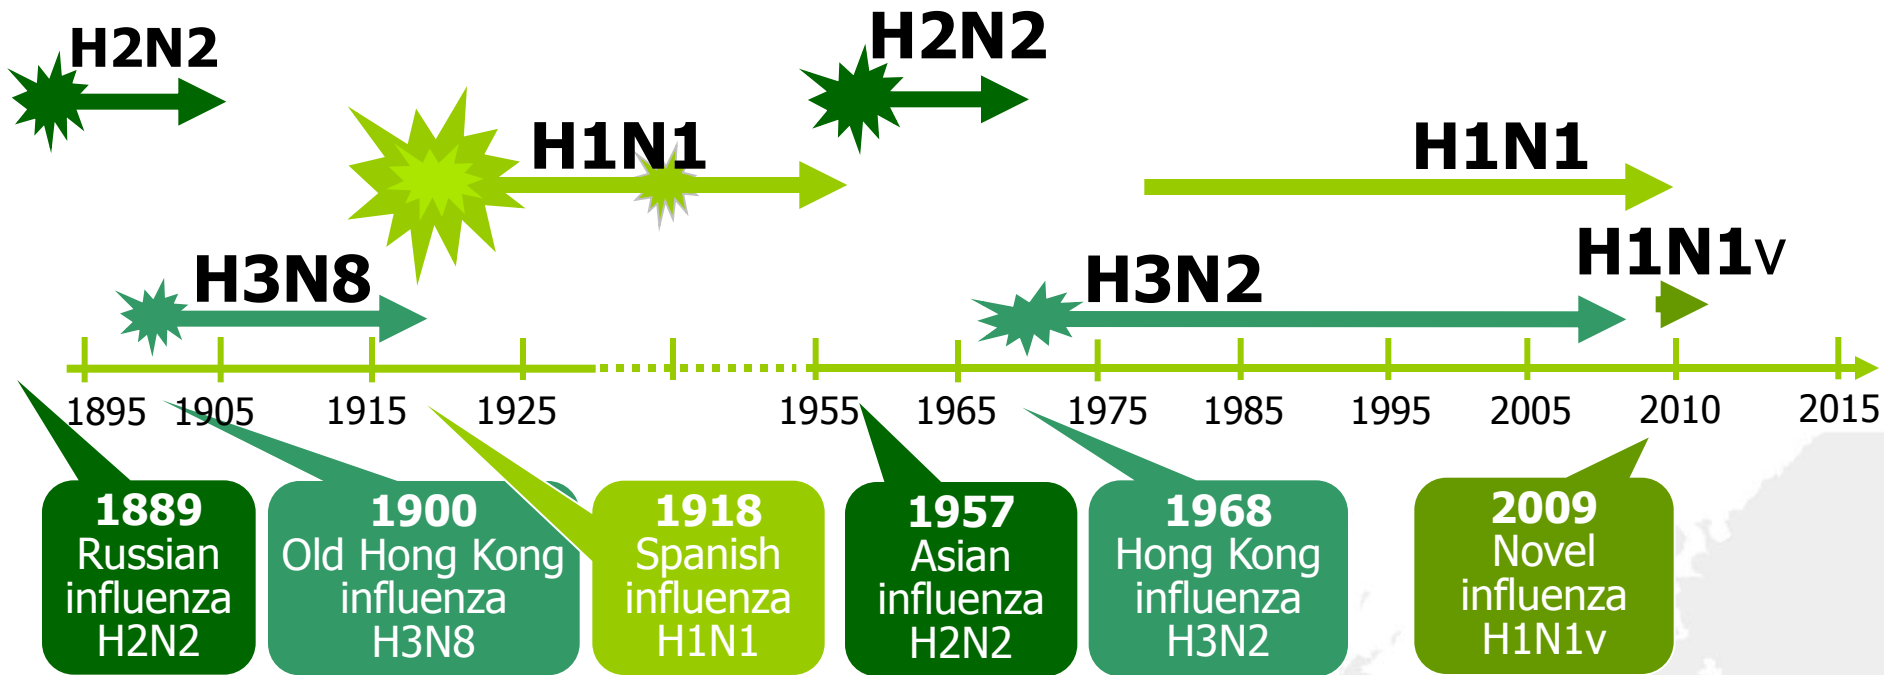 H2N2
H2N2
H1N1
H1N1
H3N8
H3N2
H1N1v
1895 1905 1915 1925 1955 1965 1975 1985 1995 2005 2010 2015
1889
Russian
influenza
H2N2
1900
Old Hong Kong
influenza
H3N8
1918
Spanish
influenza
H1N1
1957
Asian
influenza
H2N2
1968
Hong Kong
influenza
H3N2
2009
Novel
influenza
H1N1v